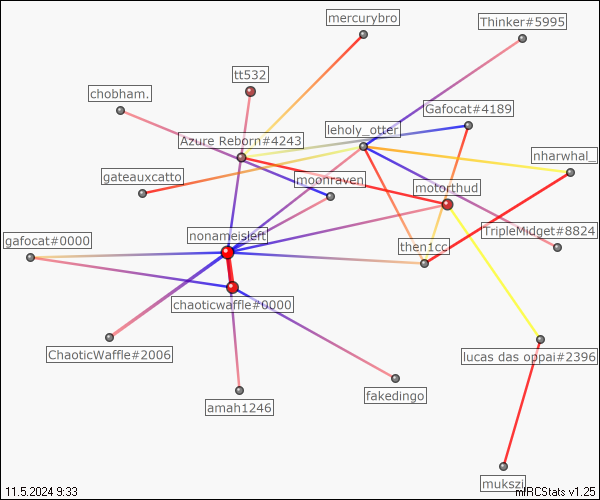 mercurybro
Thinker#5995
tt532
chobham.
Gafocat#4189
leholy_otter
Azure Reborn#4243
nharwhal_
gateauxcatto
moonraven
motorthud
TripleMidget#8824
gafocat#0000
nonameisleft
then1cc
chaoticwaffle#0000
ChaoticWaffle#2006
lucas das oppai#2396
fakedingo
amah1246
mukszi
11.5.2024 9:33
mIRCStats v1.25